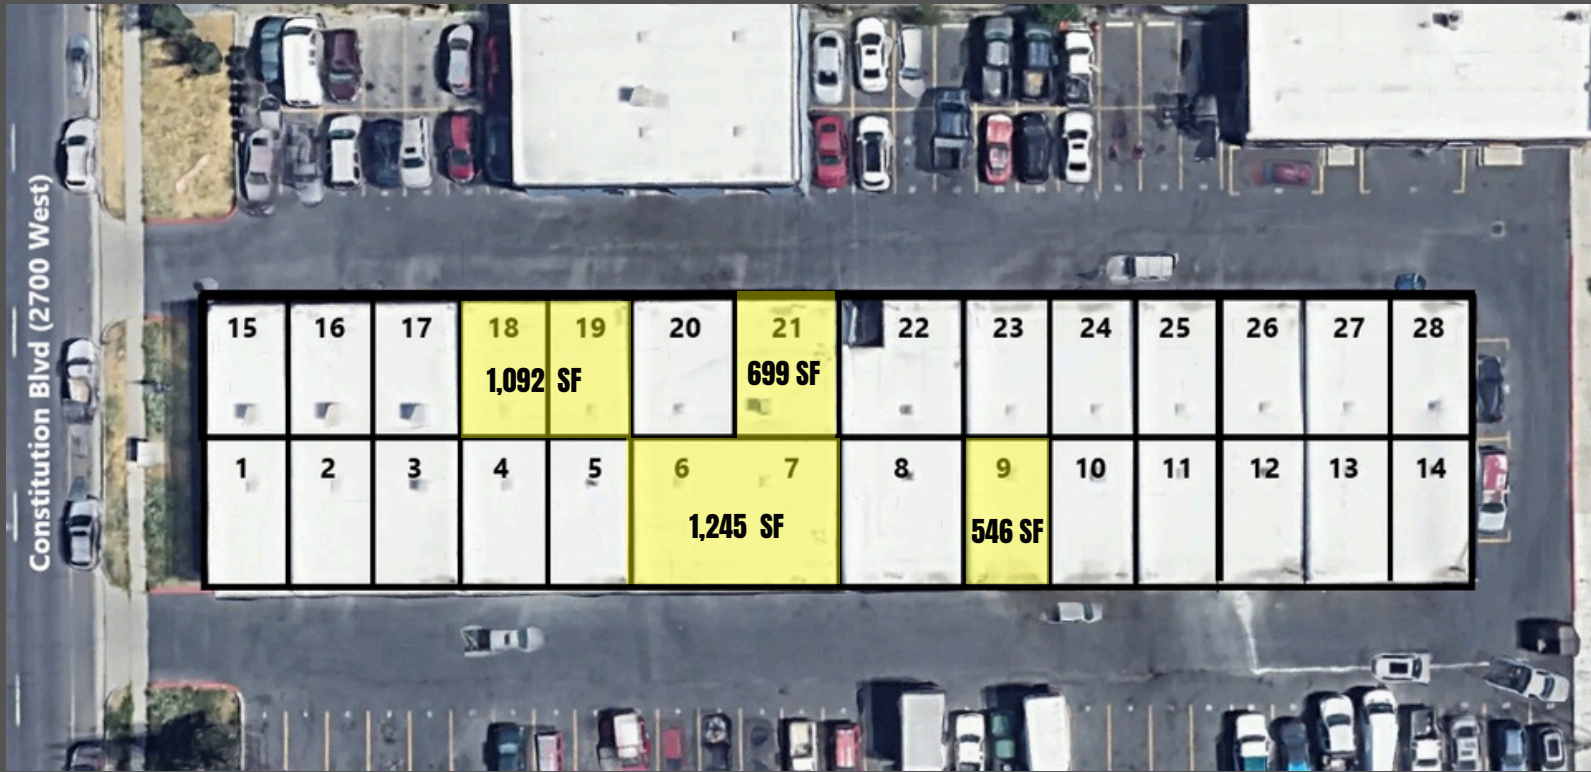 Constitution Blvd (2700 West)
15 16 17 18 19 20 21 22 23 24 25 26 27 28
1,092 SF 699 SF
1 2 3 4 5 6 7 8 9 10 11 12 13 14
1,245 SF 546 SF